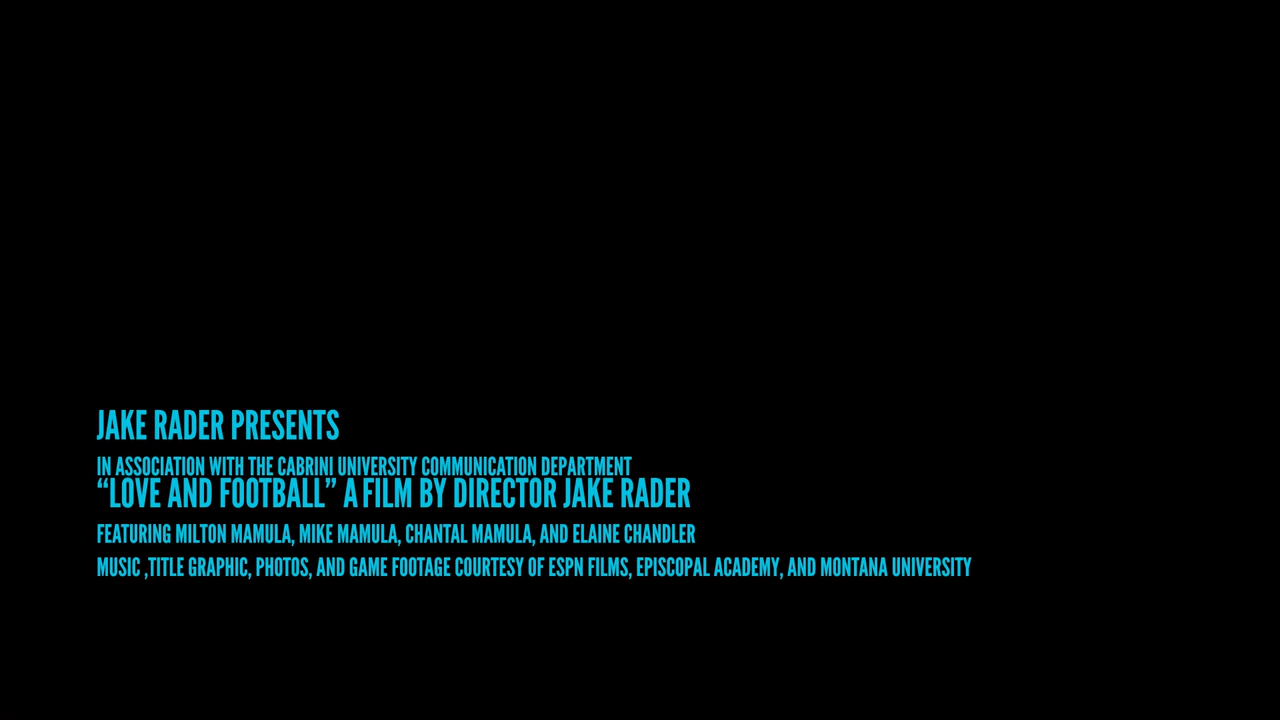 JAKE RADER PRESENTS
IN ASSOCIATION WITH THE CABRINI UNIVERSITY COMMUNICATION DEPARTMENT
“LOVE AND FOOTBALL” A FILM BY DIRECTOR JAKE RADER
FEATURING MILTON MAMULA, MIKE MAMULA, CHANTAL MAMULA, AND ELAINE CHANDLER
MUSIC ,TITLE GRAPHIC, PHOTOS, AND GAME FOOTAGE COURTESY OF ESPN FILMS, EPISCOPAL ACADEMY, AND MONTANA UNIVERSITY